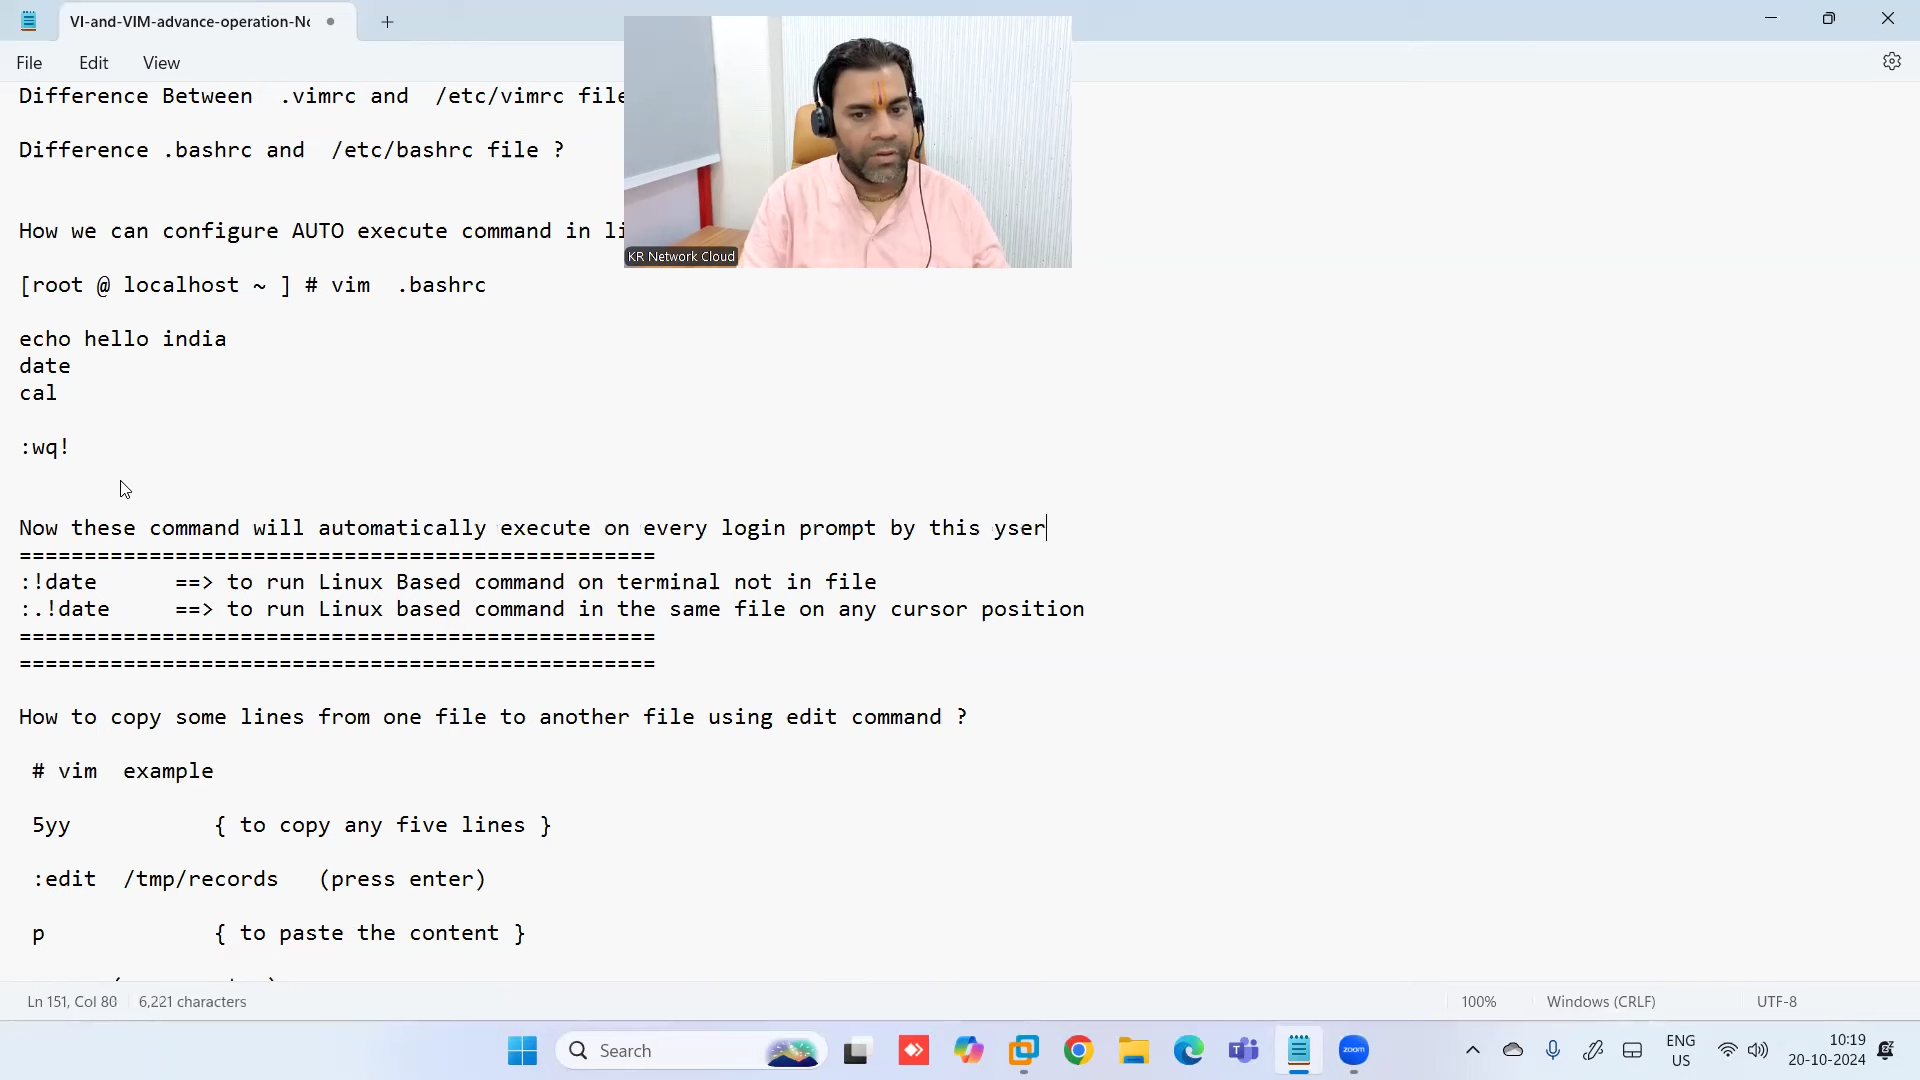 VI-and-VIM-advance-operation-No
File Edit View
Difference Between .vimrc and /etc/vimrc file
Difference .bashrc and /etc/bashrc file ?
How we can configure AUTO execute command in li
[root @ localhost ~ ] # vim .bashrc
echo hello india
date
cal
:wq!
Now these command will automatically execute on every login prompt by this yser
=================================================
:!date ==> to run Linux Based command on terminal not in file
:.!date ==> to run Linux based command in the same file on any cursor position
=================================================
=================================================
How to copy some lines from one file to another file using edit command ?
# vim example
5yy { to copy any five lines }
:edit /tmp/records (press enter)
p { to paste the content }
KR Network Cloud
Ln 151, Col 80 6,221 characters 100% Windows (CRLF) UTF-8
Search
zoom
ENG
US
10:19
20-10-2024